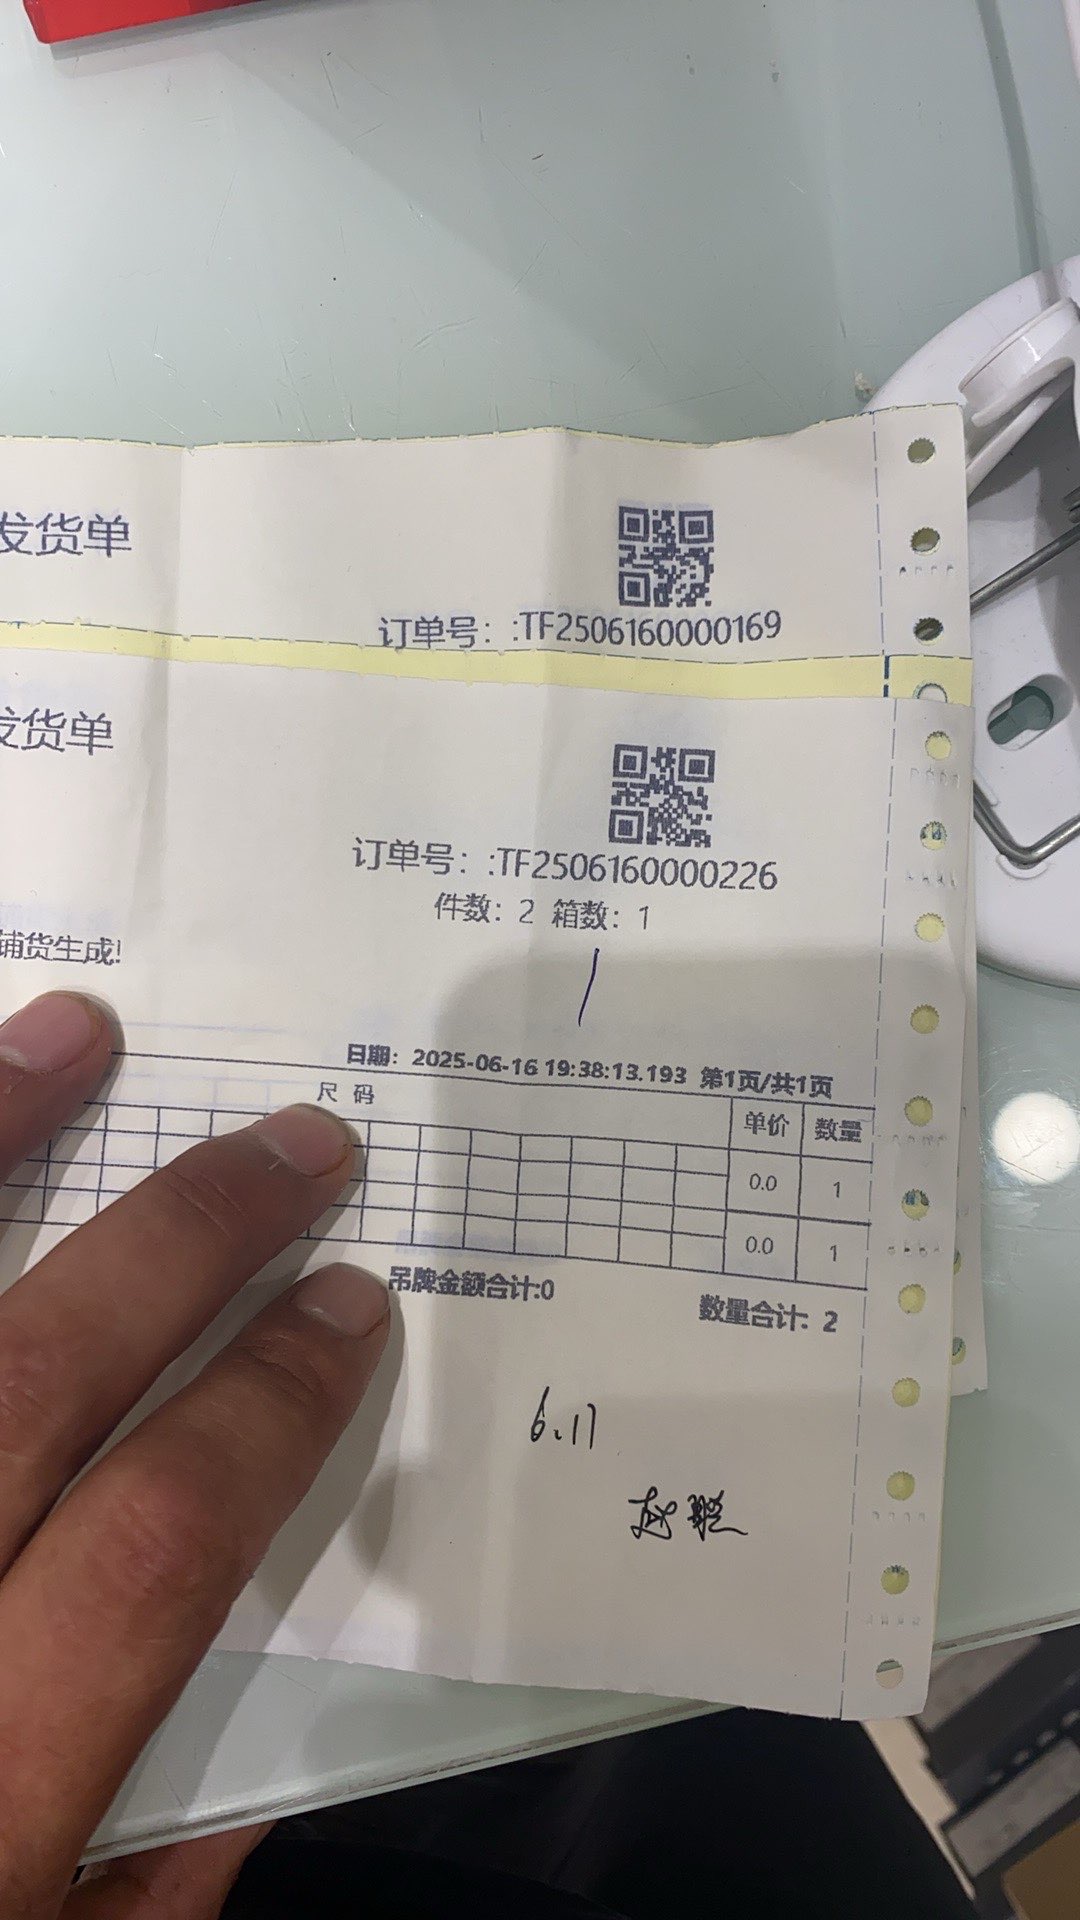 发货单
订单号：:TF2506160000169
发货单
订单号：:TF2506160000226
件数：2 箱数：1
铺货生成!
日期：2025-06-16 19:38:13.193 第1页/共1页
尺 码
单价 数量
0.0 1
0.0 1
吊牌金额合计:0
数量合计：2
6.17